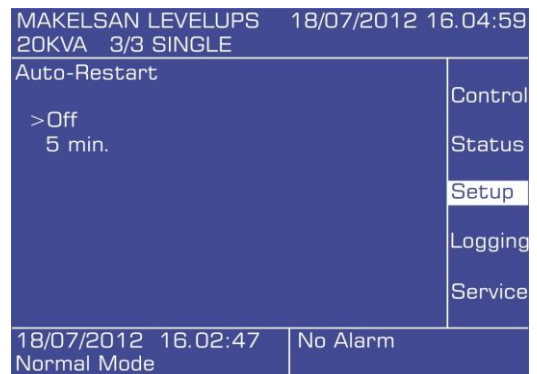 MAKELSAN LEVELUPS 18/07/2012 16.04:59
20KVA 3/3 SINGLE
Auto-Restart
>Off
5 min.
Control
Status
Setup
Logging
Service
18/07/2012 16.02:47 No Alarm
Normal Mode